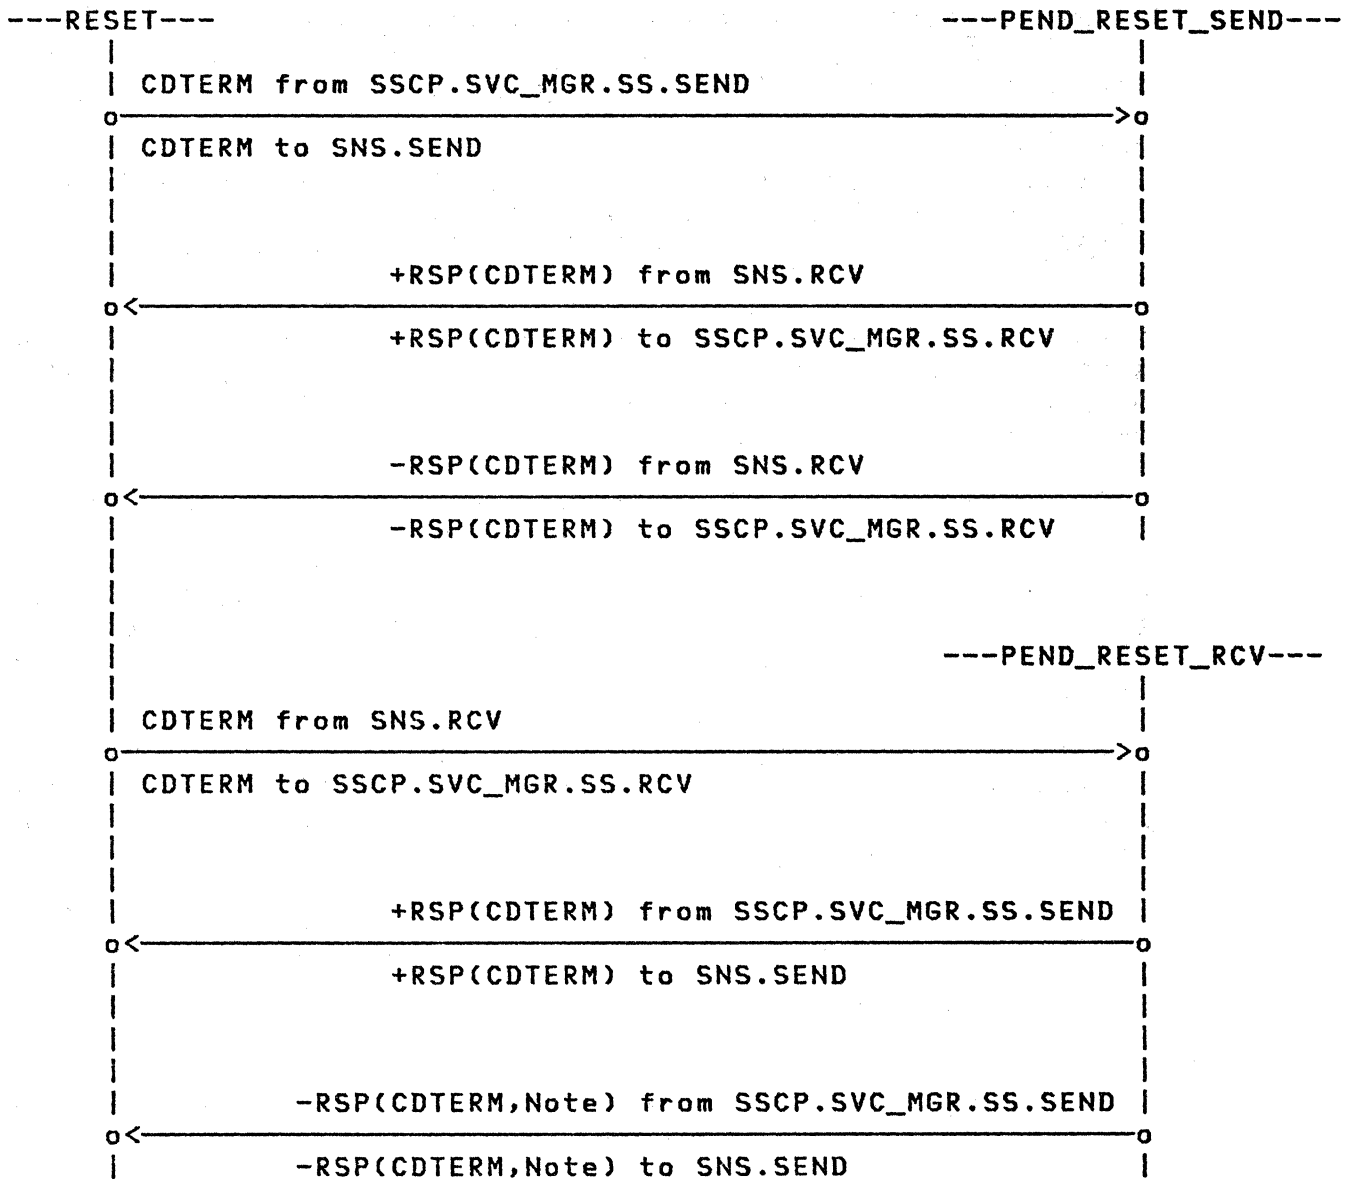 ---RESET--- ---PEND_RESET_SEND---
CDTERM from SSCP.SVC_MGR.SS.SEND
CDTERM to SNS.SEND
+RSP(CDTERM) from SNS.RCV
+RSP(CDTERM) to SSCP.SVC_MGR.SS.RCV
-RSP(CDTERM) from SNS.RCV
-RSP(CDTERM) to SSCP.SVC_MGR.SS.RCV
---PEND_RESET_RCV---
CDTERM from SNS.RCV
CDTERM to SSCP.SVC_MGR.SS.RCV
+RSP(CDTERM) from SSCP.SVC_MGR.SS.SEND
+RSP(CDTERM) to SNS.SEND
-RSP(CDTERM,Note) from SSCP.SVC_MGR.SS.SEND
-RSP(CDTERM,Note) to SNS.SEND